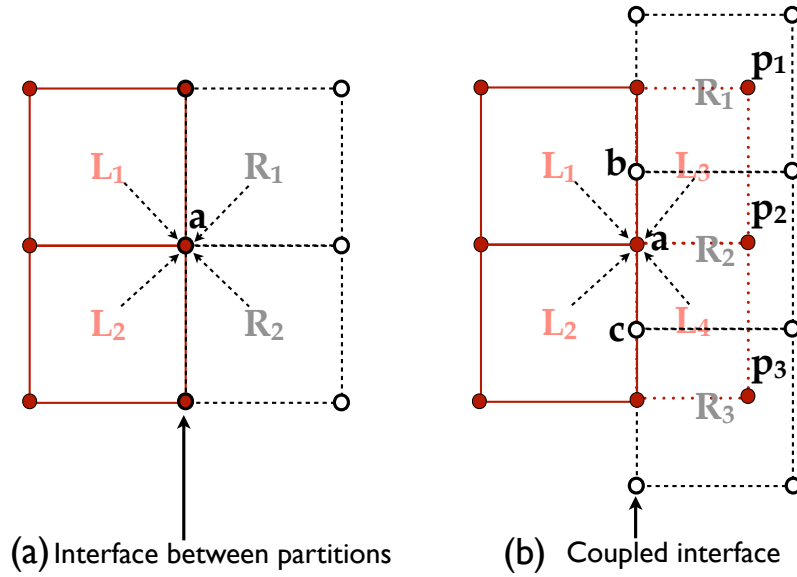 L₁
R₁
a
L₂
R₂
(a) Interface between partitions
p₁
R₁
b
L₁
L₃
p₂
a
R₂
L₂
c
L₄
p₃
R₃
(b) Coupled interface